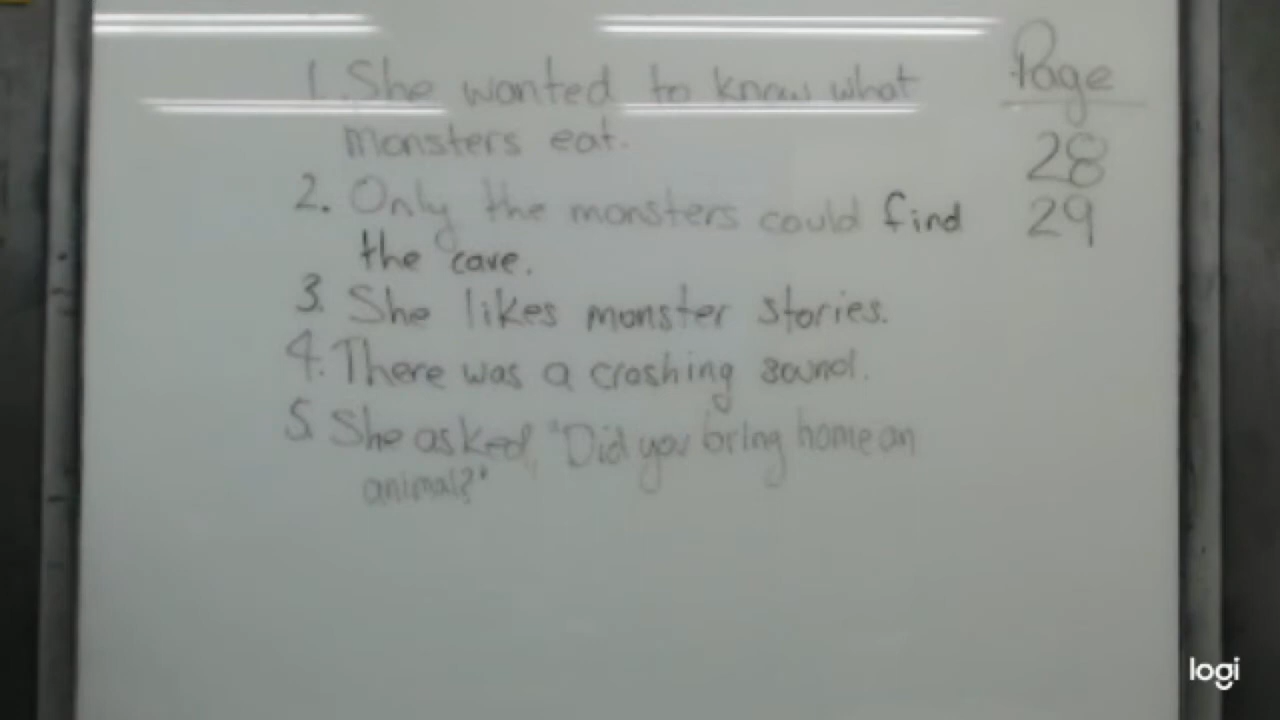 1. She wanted to know what
monsters eat.
2. Only the monsters could find
the cave.
3. She likes monster stories.
4. There was a crashing sound.
5. She asked, "Did you bring home an
animal?"
Page
28
29
logi